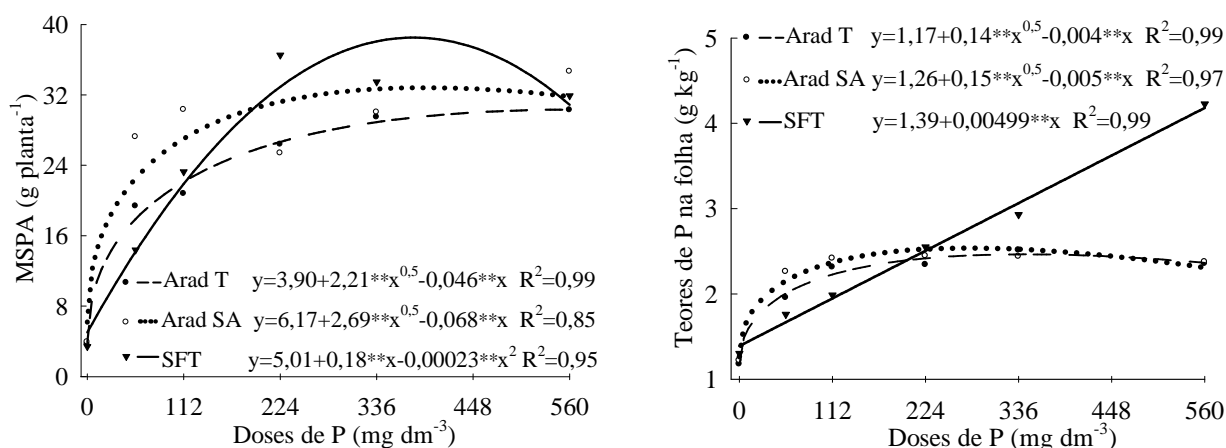 40
32
24
16
8
0
MSPA (g planta⁻¹)
Arad T y=3,90+2,21**x⁰,⁵-0,046**x R²=0,99
Arad SA y=6,17+2,69**x⁰,⁵-0,068**x R²=0,85
SFT y=5,01+0,18**x-0,00023**x² R²=0,95
0 112 224 336 448 560
Doses de P (mg dm⁻³)
5
4
3
2
1
Teores de P na folha (g kg⁻¹)
Arad T y=1,17+0,14**x⁰,⁵-0,004**x R²=0,99
Arad SA y=1,26+0,15**x⁰,⁵-0,005**x R²=0,97
SFT y=1,39+0,00499**x R²=0,99
0 112 224 336 448 560
Doses de P (mg dm⁻³)